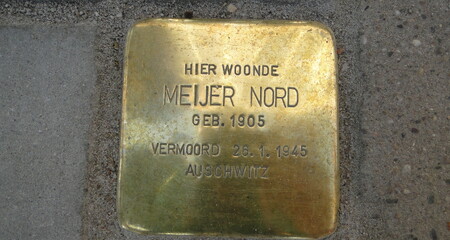 HIER WOONDE
MEIJER NORD
GEB. 1905
VERMOORD 26.1.1945
AUSCHWITZ